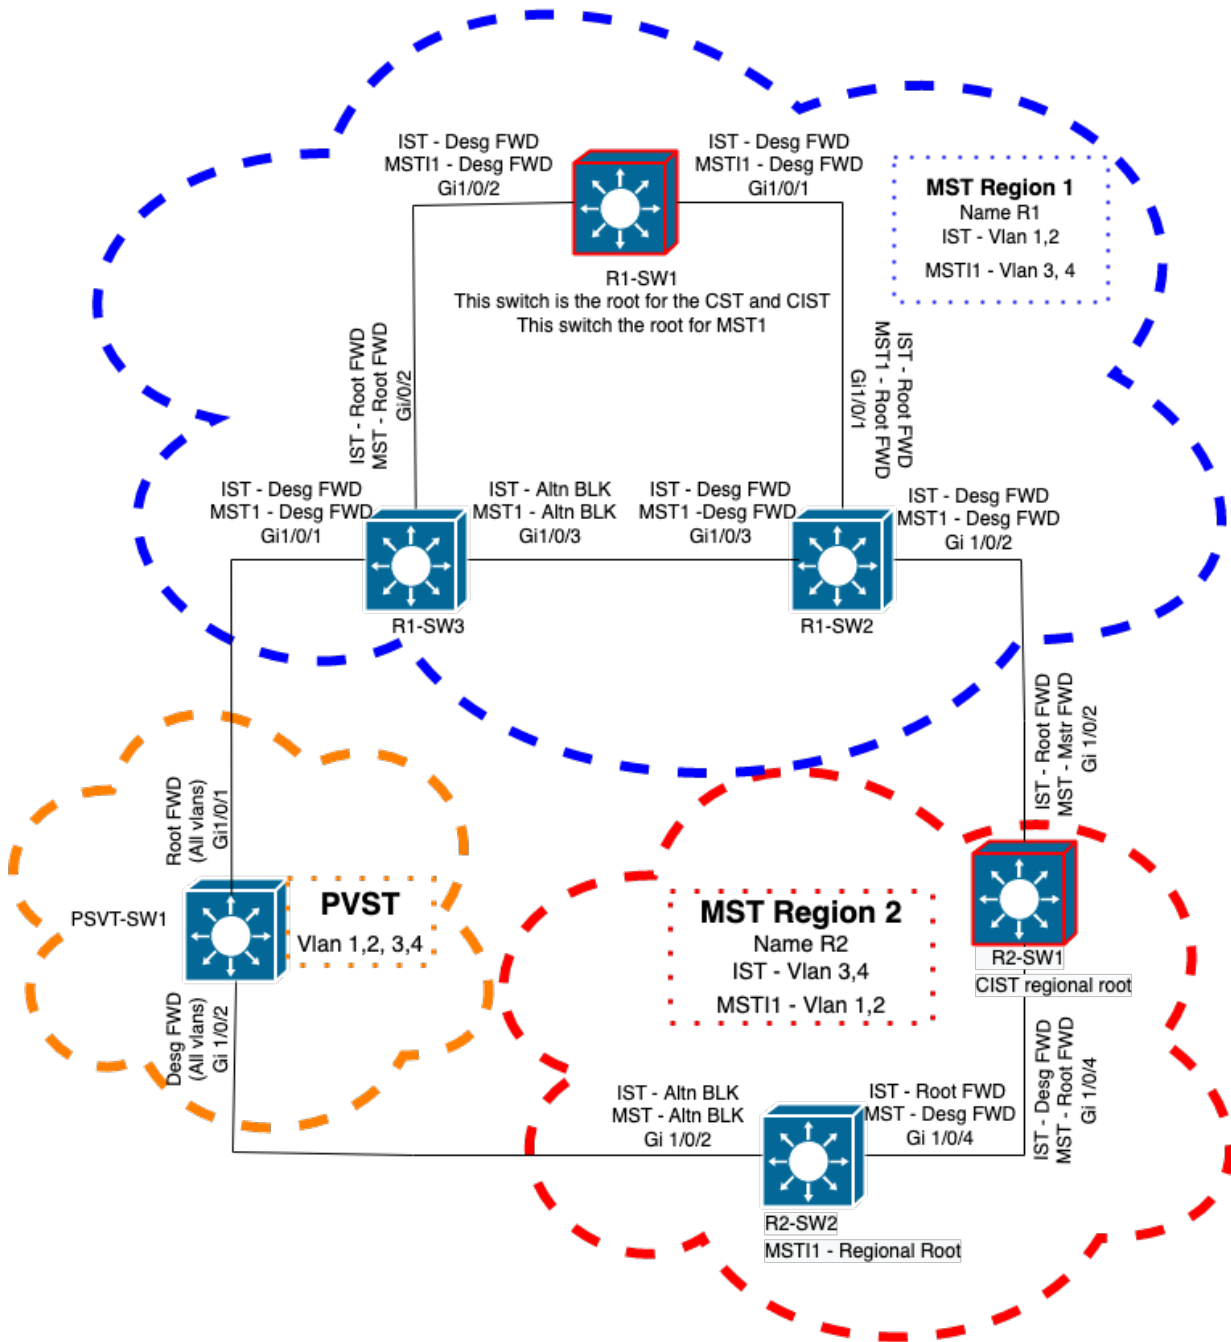 IST - Desg FWD
MSTI1 - Desg FWD
Gi1/0/2
IST - Desg FWD
MSTI1 - Desg FWD
Gi1/0/1
MST Region 1
Name R1
IST - Vlan 1,2
MSTI1 - Vlan 3, 4
R1-SW1
This switch is the root for the CST and CIST
This switch the root for MST1
IST - Root FWD
MST - Root FWD
Gi/0/2
IST - Root FWD
MST1 - Root FWD
Gi1/0/1
IST - Desg FWD
MST1 - Desg FWD
Gi1/0/1
IST - Altn BLK
MST1 - Altn BLK
Gi1/0/3
IST - Desg FWD
MST1 -Desg FWD
Gi1/0/3
IST - Desg FWD
MST1 - Desg FWD
Gi 1/0/2
R1-SW3
R1-SW2
IST - Root FWD
MST - Mstr FWD
Gi 1/0/2
Root FWD
(All vlans)
Gi1/0/1
PSVT-SW1
PVST
Vlan 1,2, 3,4
MST Region 2
Name R2
IST - Vlan 3,4
MSTI1 - Vlan 1,2
R2-SW1
CIST regional root
Desg FWD
(All vlans)
Gi 1/0/2
IST - Altn BLK
MST - Altn BLK
Gi 1/0/2
IST - Root FWD
MST - Desg FWD
Gi 1/0/4
IST - Desg FWD
MST - Root FWD
Gi 1/0/4
R2-SW2
MSTI1 - Regional Root